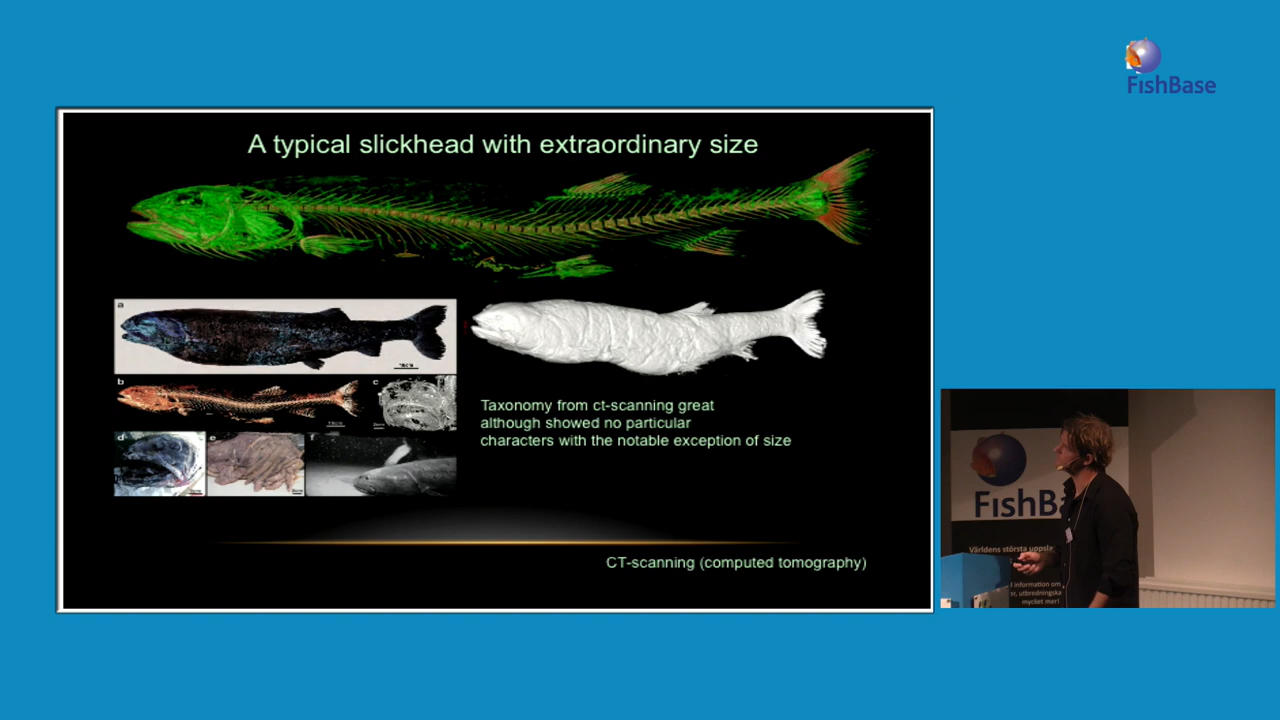 FishBase
A typical slickhead with extraordinary size
a
b
c
d
e
f
Taxonomy from ct-scanning great
although showed no particular
characters with the notable exception of size
CT-scanning (computed tomography)
FishBa
Världens största uppsla
l information om
er, utbredningska
mycket mer!